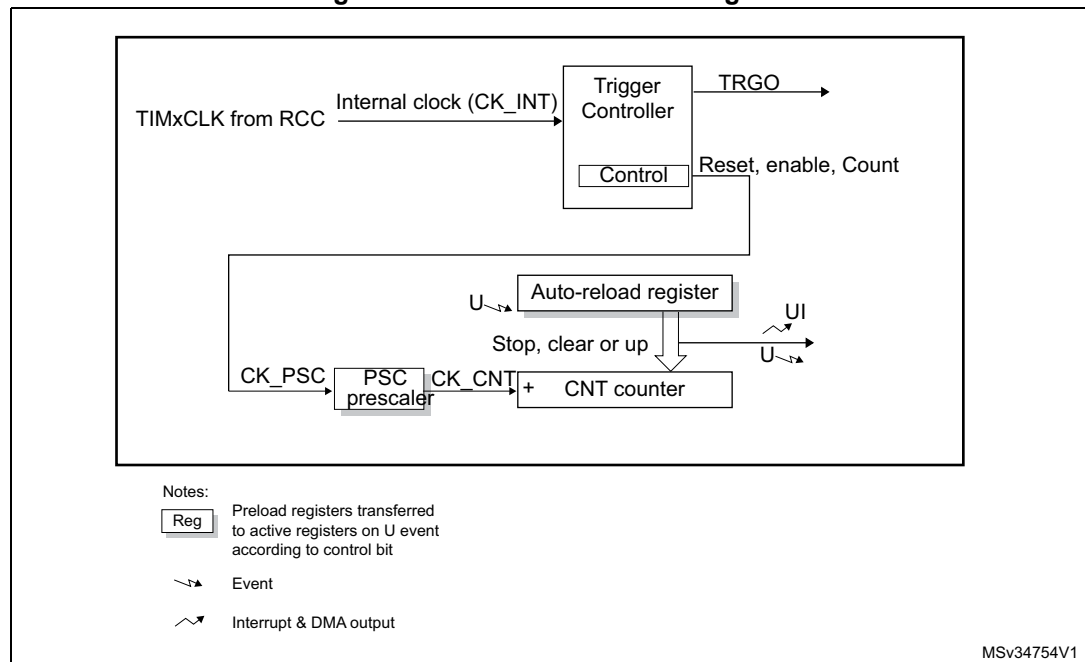 TIMxCLK from RCC
Internal clock (CK_INT)
Trigger
Controller
TRGO
Control
Reset, enable, Count
Auto-reload register
U
UI
Stop, clear or up
U
CK_PSC
PSC
prescaler
CK_CNT
+ CNT counter
Notes:
Reg
Preload registers transferred
to active registers on U event
according to control bit
Event
Interrupt & DMA output
MSv34754V1